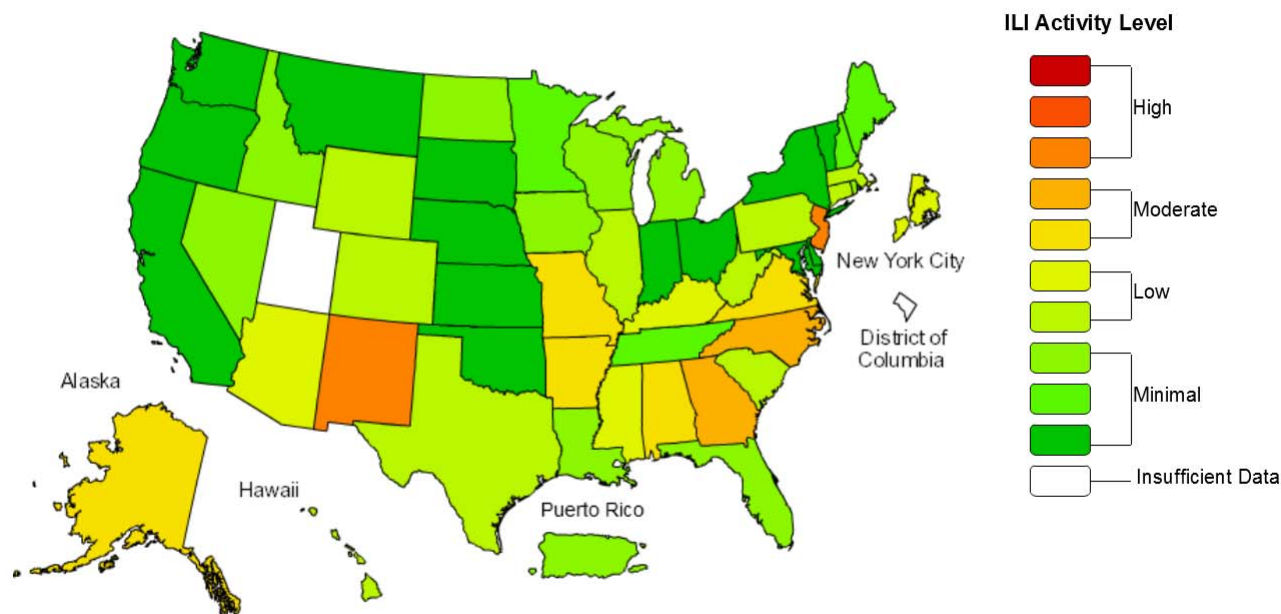 ILI Activity Level
High
Moderate
New York City
Low
District of
Columbia
Alaska
Minimal
Hawaii
Insufficient Data
Puerto Rico